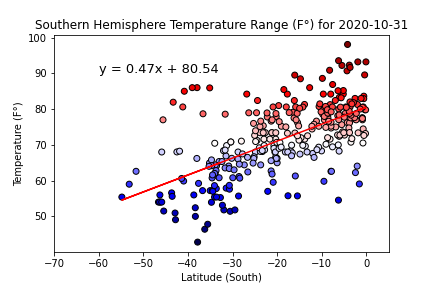 Southern Hemisphere Temperature Range (F°) for 2020-10-31
100
y = 0.47x + 80.54
90
80
70
60
50
Temperature (F°)
−70 −60 −50 −40 −30 −20 −10 0
Latitude (South)